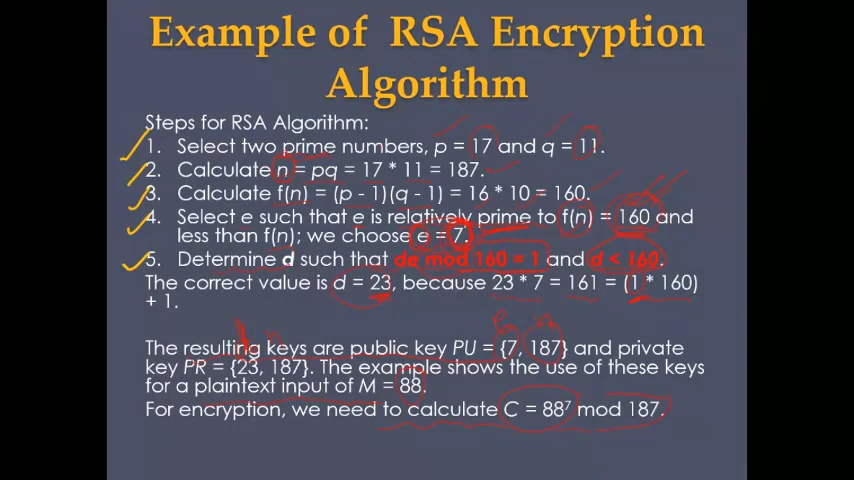 Example of RSA Encryption
Algorithm
Steps for RSA Algorithm:
1. Select two prime numbers, p = 17 and q = 11.
2. Calculate n = pq = 17 * 11 = 187.
3. Calculate f(n) = (p - 1)(q - 1) = 16 * 10 = 160.
4. Select e such that e is relatively prime to f(n) = 160 and
less than f(n); we choose e = 7.
5. Determine d such that de mod 160 = 1 and d < 160.
The correct value is d = 23, because 23 * 7 = 161 = (1 * 160)
+ 1.
The resulting keys are public key PU = {7, 187} and private
key PR = {23, 187}. The example shows the use of these keys
for a plaintext input of M = 88.
For encryption, we need to calculate C = 88⁷ mod 187.